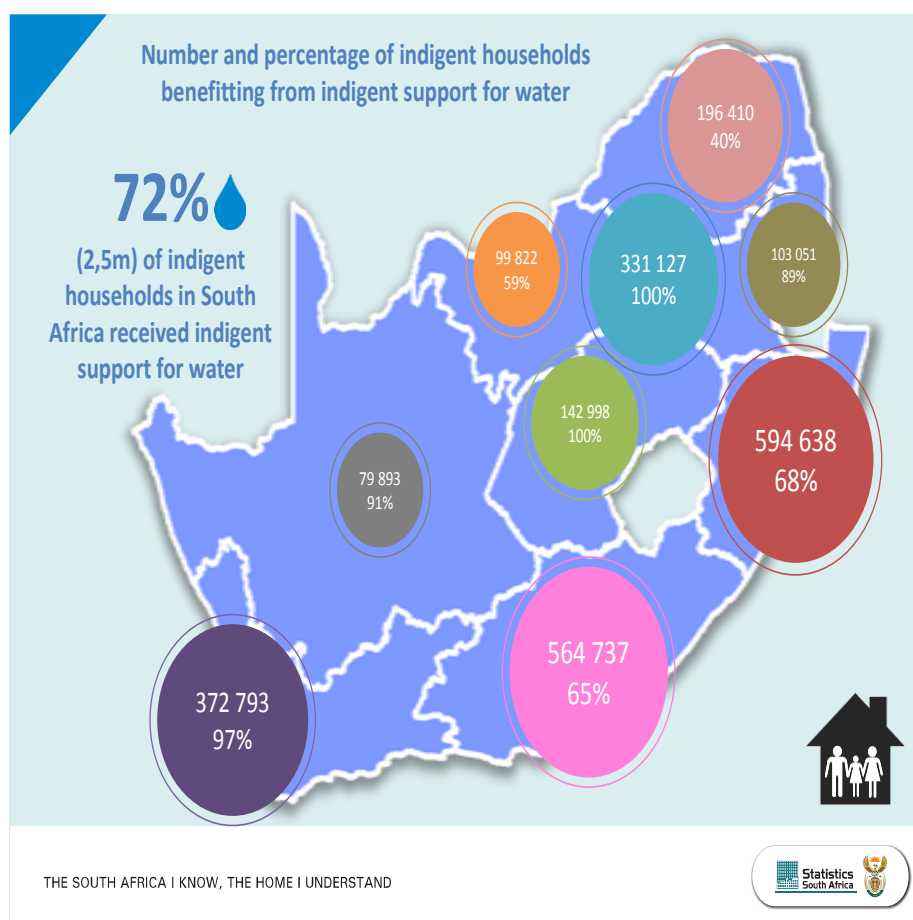 Number and percentage of indigent households
benefitting from indigent support for water
72%
(2,5m) of indigent
households in South
Africa received indigent
support for water
196 410
40%
99 822
59%
331 127
100%
103 051
89%
142 998
100%
594 638
68%
79 893
91%
564 737
65%
372 793
97%
THE SOUTH AFRICA I KNOW, THE HOME I UNDERSTAND
Statistics
South Africa